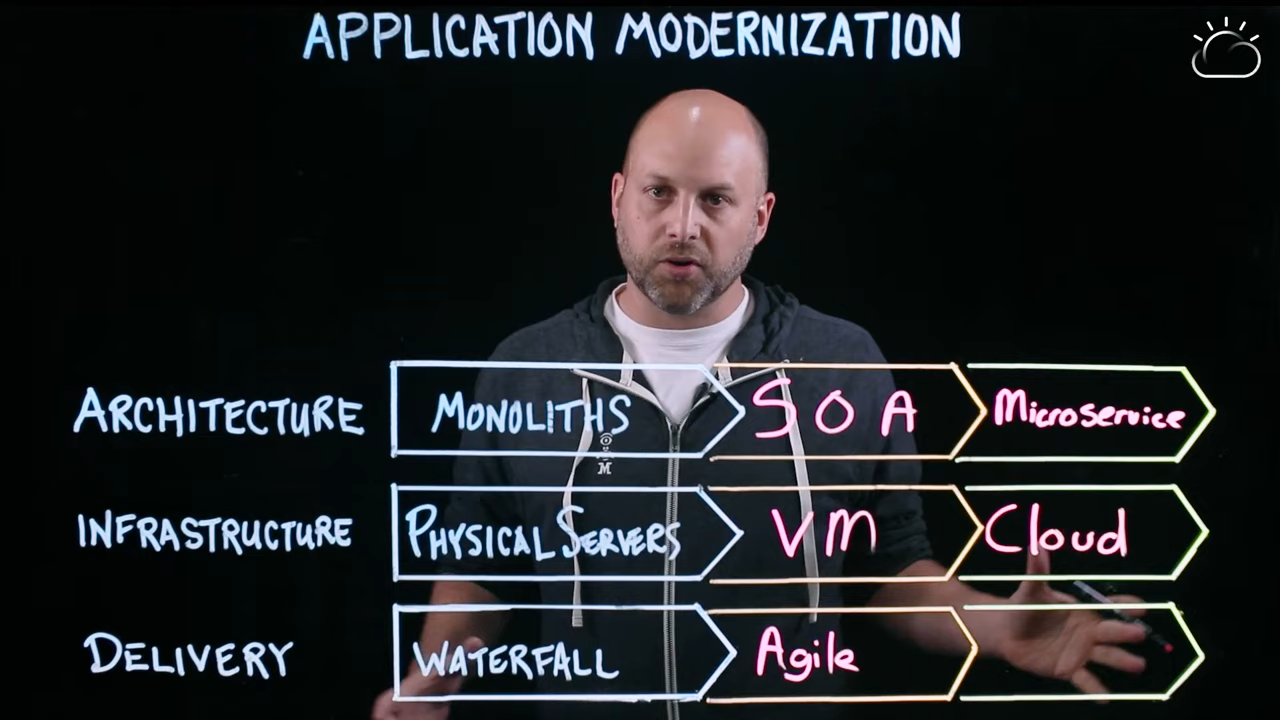 APPLICATION MODERNIZATION
ARCHITECTURE MONOLITHS SOA Microservice
INFRASTRUCTURE PHYSICAL SERVERS VM Cloud
DELIVERY WATERFALL Agile